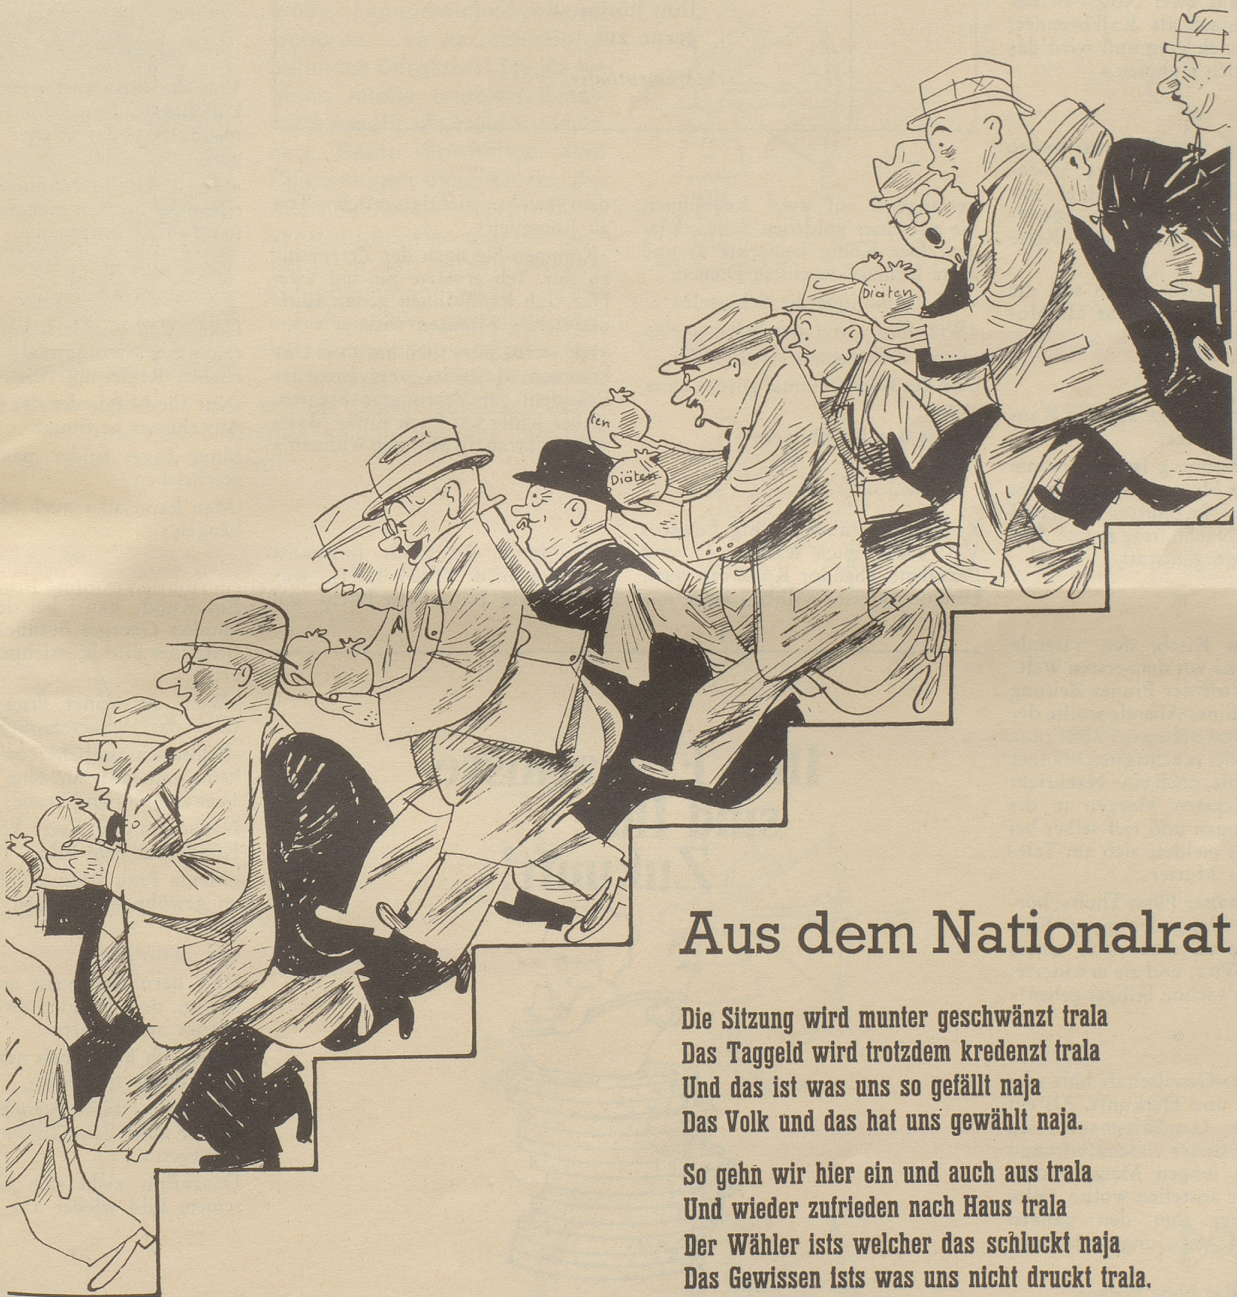 Diäten
ten
Diäten
Aus dem Nationalrat
Die Sitzung wird munter geschwänzt trala
Das Taggeld wird trotzdem kredenzt trala
Und das ist was uns so gefällt naja
Das Volk und das hat uns gewählt naja.
So gehn wir hier ein und auch aus trala
Und wieder zufrieden nach Haus trala
Der Wähler ists welcher das schluckt naja
Das Gewissen ists was uns nicht druckt trala.